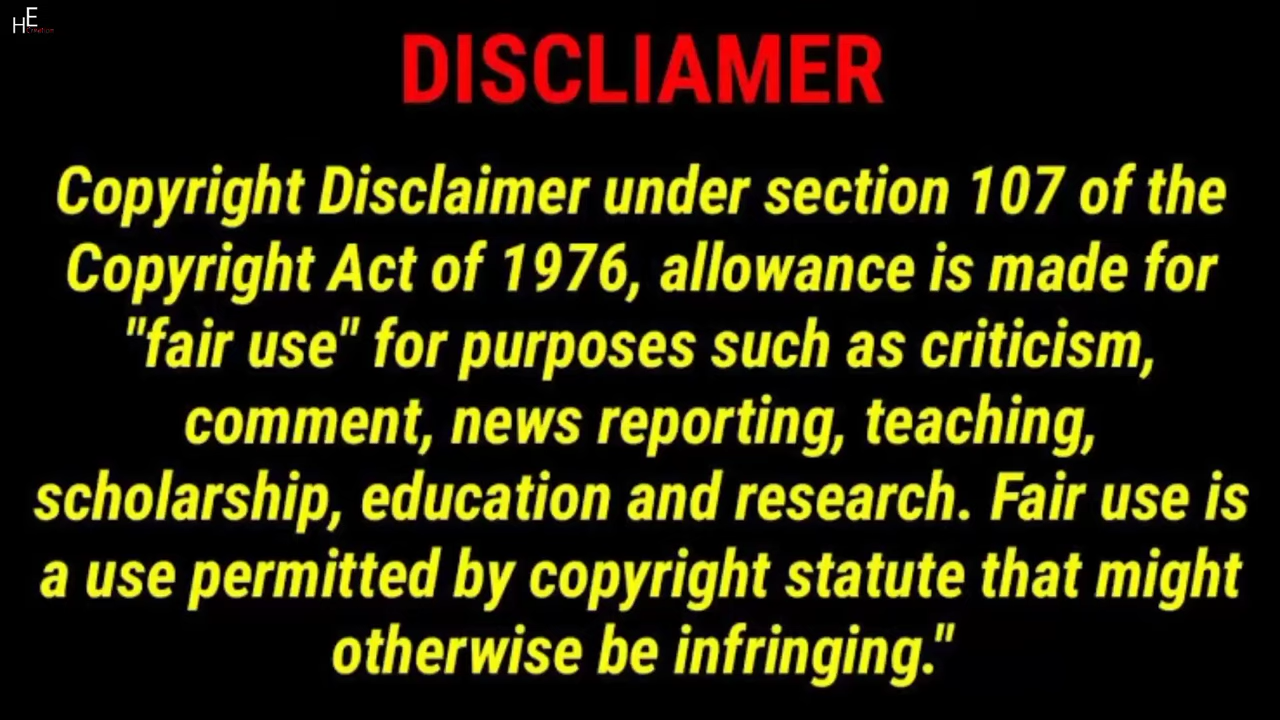 HE
Creation
DISCLIAMER
Copyright Disclaimer under section 107 of the
Copyright Act of 1976, allowance is made for
"fair use" for purposes such as criticism,
comment, news reporting, teaching,
scholarship, education and research. Fair use is
a use permitted by copyright statute that might
otherwise be infringing."